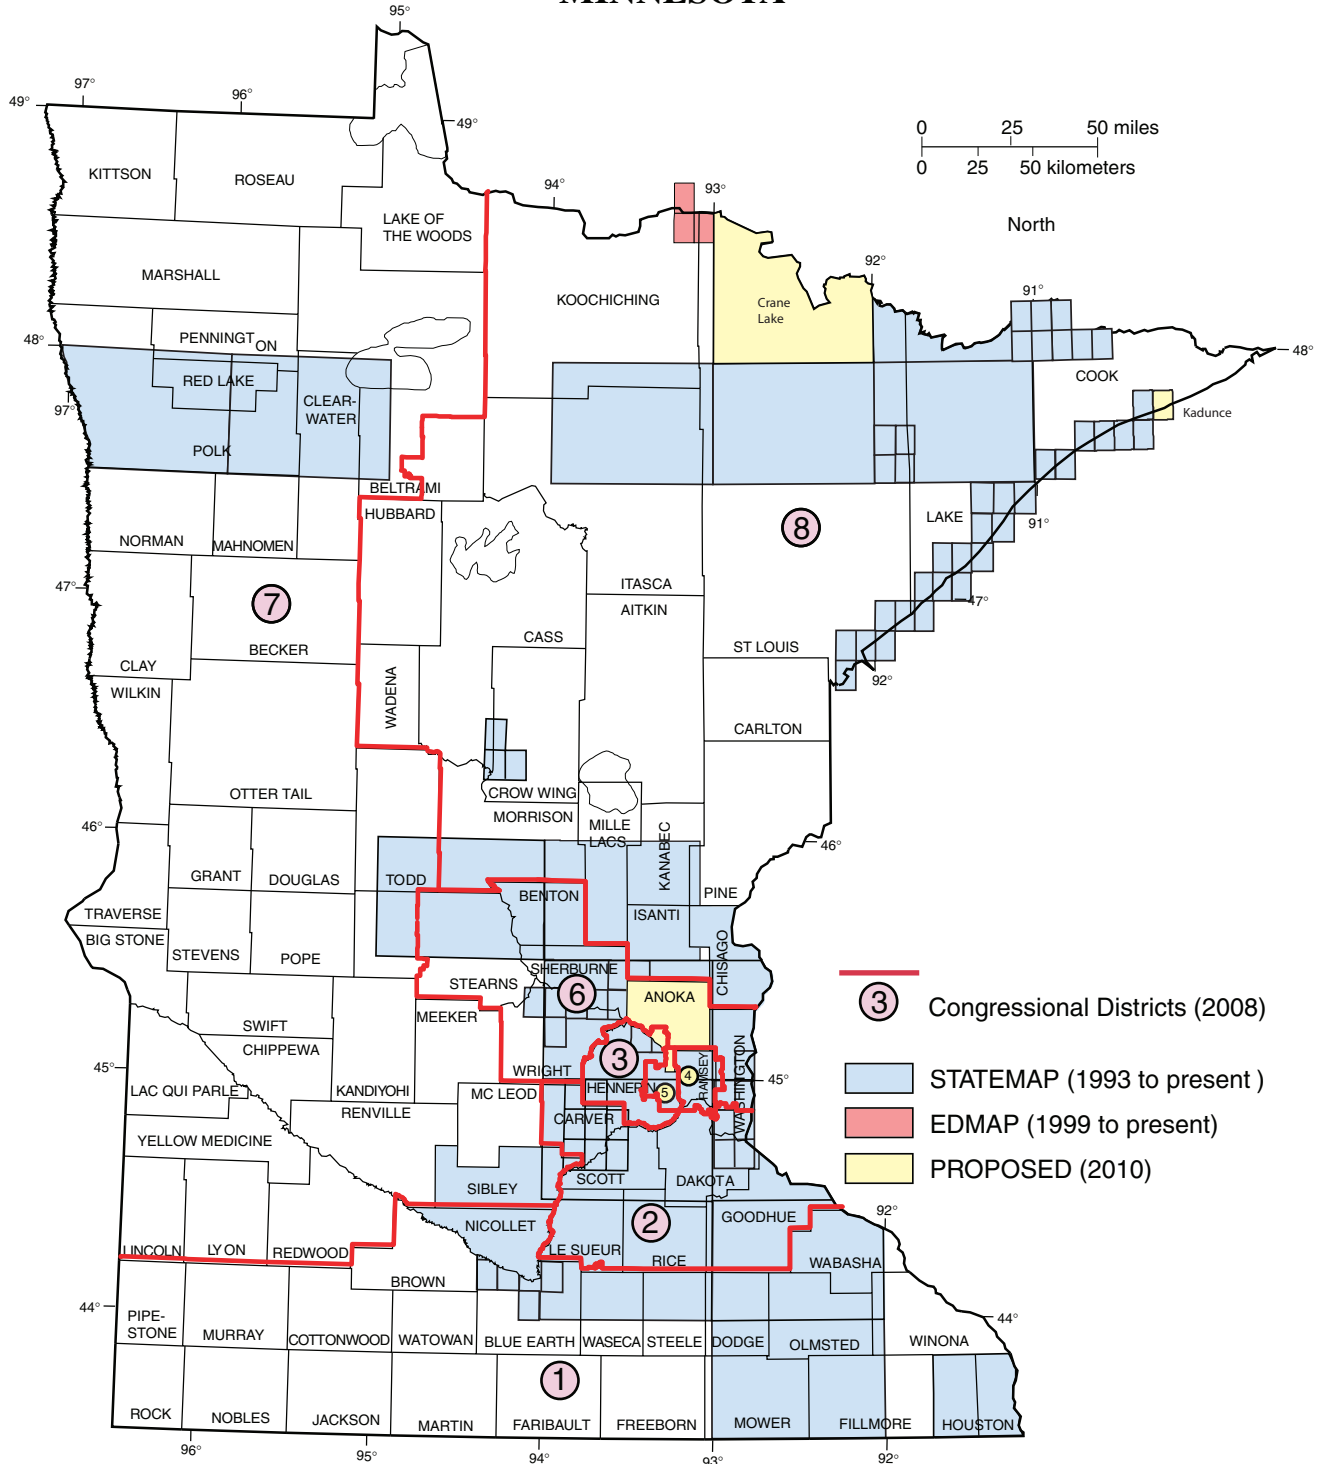 MINNESOTA
95°
97°
96°
49°
49°
0 25 50 miles
0 25 50 kilometers
KITTSON
ROSEAU
94°
93°
LAKE OF
THE WOODS
North
MARSHALL
92°
KOOCHICHING
Crane
Lake
91°
48°
PENNINGT ON
48°
RED LAKE
COOK
97°
CLEAR-
WATER
Kadunce
POLK
BELTRAMI
HUBBARD
LAKE
91°
8
NORMAN
MAHNOMEN
47°
ITASCA
7
AITKIN
47°
CASS
BECKER
ST LOUIS
CLAY
WILKIN
WADENA
92°
CARLTON
OTTER TAIL
CROW WING
MORRISON
46°
MILLE
LACS
KANABEC
46°
GRANT
DOUGLAS
TODD
BENTON
PINE
TRAVERSE
ISANTI
BIG STONE
STEVENS
POPE
CHISAGO
SHERBURNE
STEARNS
6
ANOKA
3
Congressional Districts (2008)
MEEKER
SWIFT
CHIPPEWA
3
45°
WRIGHT
RAMSEY
WASHINGTON
4
45°
STATEMAP (1993 to present )
LAC QUI PARLE
KANDIYOHI
MC LEOD
HENNEPIN
5
RENVILLE
CARVER
EDMAP (1999 to present)
YELLOW MEDICINE
PROPOSED (2010)
SIBLEY
SCOTT
DAKOTA
NICOLLET
2
GOODHUE
92°
LINCOLN
LYON
REDWOOD
LE SUEUR
RICE
WABASHA
BROWN
44°
PIPE-
STONE
MURRAY
COTTONWOOD
WATOWAN
BLUE EARTH
WASECA
STEELE
DODGE
OLMSTED
WINONA
44°
1
ROCK
NOBLES
JACKSON
MARTIN
FARIBAULT
FREEBORN
MOWER
FILLMORE
HOUSTON
96°
95°
94°
93°
92°